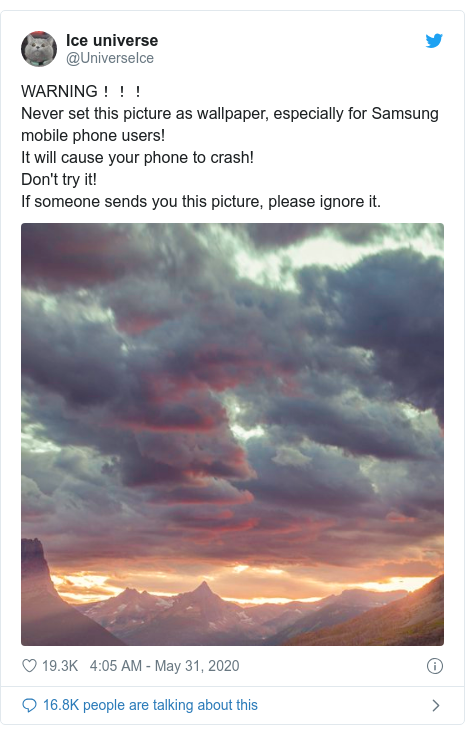 Ice universe
@UniverseIce
WARNING！！！
Never set this picture as wallpaper, especially for Samsung
mobile phone users!
It will cause your phone to crash!
Don't try it!
If someone sends you this picture, please ignore it.
19.3K 4:05 AM - May 31, 2020
16.8K people are talking about this